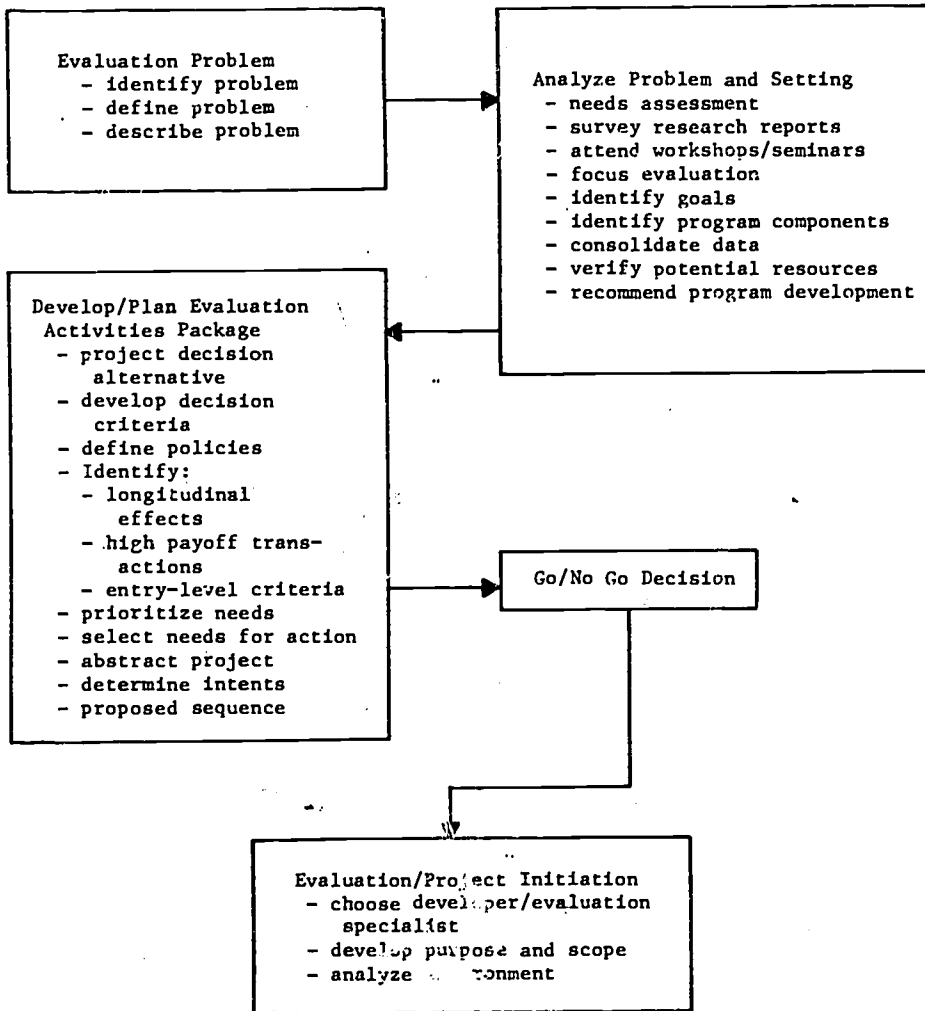 Evaluation Problem
- identify problem
- define problem
- describe problem
Analyze Problem and Setting
- needs assessment
- survey research reports
- attend workshops/seminars
- focus evaluation
- identify goals
- identify program components
- consolidate data
- verify potential resources
- recommend program development
Develop/Plan Evaluation
Activities Package
- project decision
alternative
- develop decision
criteria
- define policies
- Identify:
- longitudinal
effects
- high payoff trans-
actions
- entry-level criteria
- prioritize needs
- select needs for action
- abstract project
- determine intents
- proposed sequence
Go/No Go Decision
Evaluation/Project Initiation
- choose developer/evaluation
specialist
- develop purpose and scope
- analyze